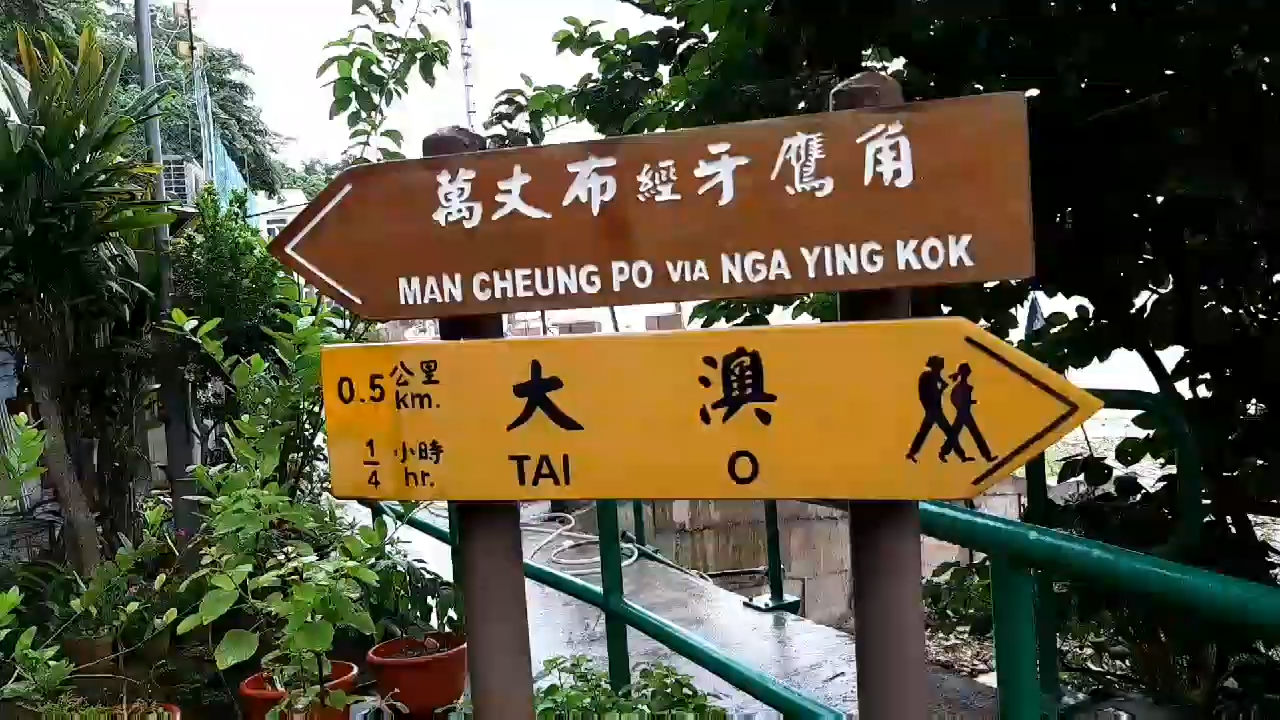 萬丈布經牙鷹角
MAN CHEUNG PO VIA NGA YING KOK
0.5 公里 km.
大 澳
1/4 小時 hr.
TAI O